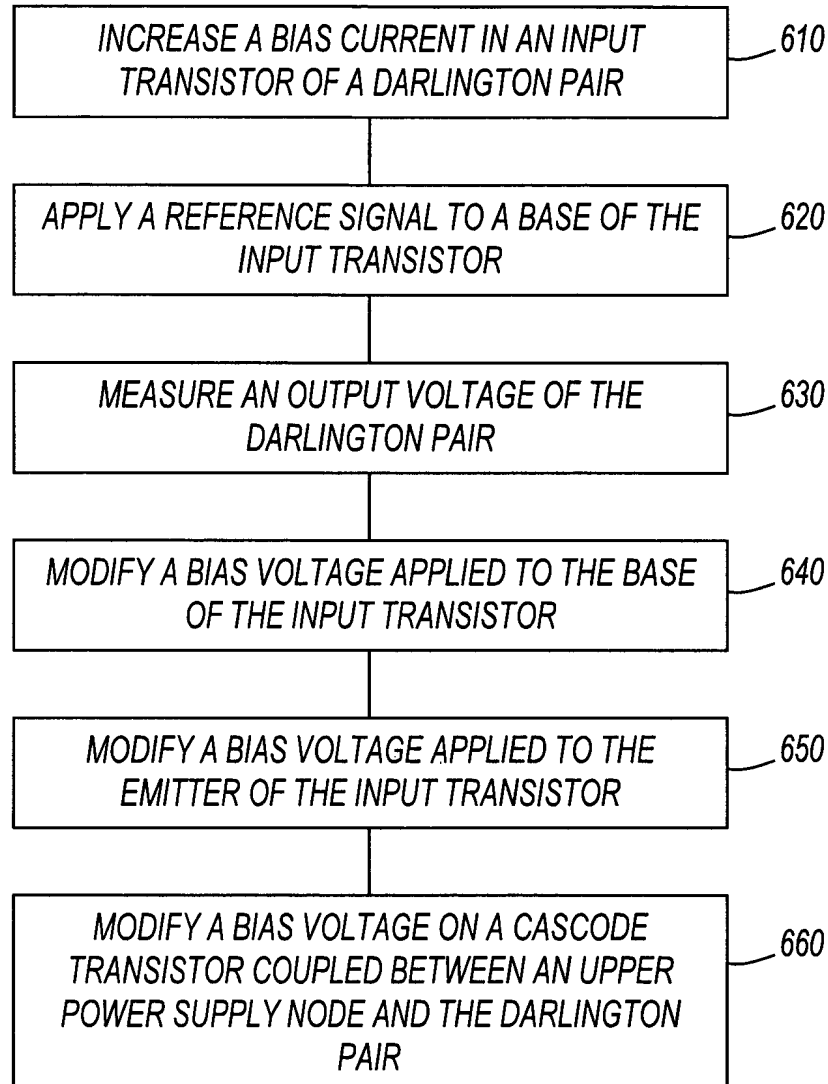 INCREASE A BIAS CURRENT IN AN INPUT
TRANSISTOR OF A DARLINGTON PAIR
610
APPLY A REFERENCE SIGNAL TO A BASE OF THE
INPUT TRANSISTOR
620
MEASURE AN OUTPUT VOLTAGE OF THE
DARLINGTON PAIR
630
MODIFY A BIAS VOLTAGE APPLIED TO THE BASE
OF THE INPUT TRANSISTOR
640
MODIFY A BIAS VOLTAGE APPLIED TO THE
EMITTER OF THE INPUT TRANSISTOR
650
MODIFY A BIAS VOLTAGE ON A CASCODE
TRANSISTOR COUPLED BETWEEN AN UPPER
POWER SUPPLY NODE AND THE DARLINGTON
PAIR
660